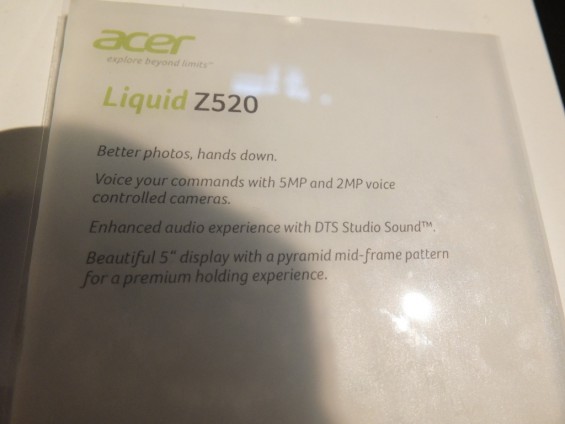 acer
explore beyond limits™
Liquid Z520
Better photos, hands down.
Voice your commands with 5MP and 2MP voice
controlled cameras.
Enhanced audio experience with DTS Studio Sound™.
Beautiful 5" display with a pyramid mid-frame pattern
for a premium holding experience.